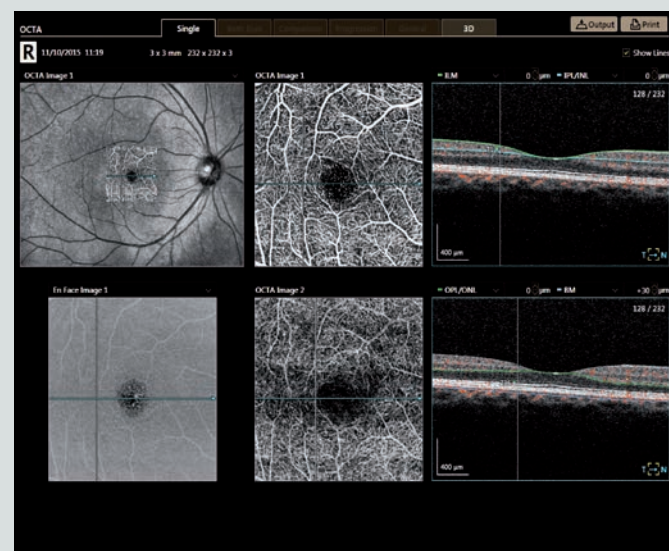 OCTA
Single
3D
Output
Print
R 11/10/2015 11:19 3 x 3 mm 232 x 232 x 3
Show Lines
OCTA Image 1
OCTA Image 1
ILM 0 μm IPL/INL 0 μm
128 / 232
400 μm
T N
En Face Image 1
OCTA Image 2
OPL/ONL 0 μm BM +30 μm
128 / 232
400 μm
T N